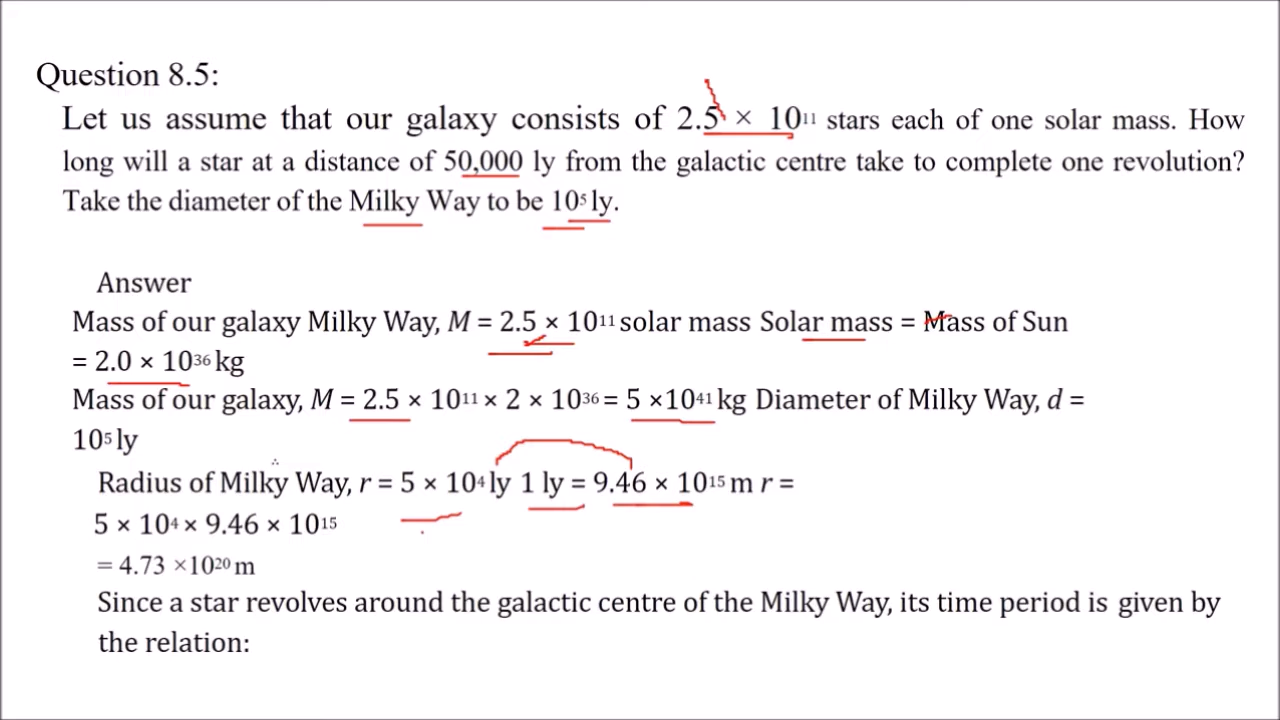 Question 8.5:
Let us assume that our galaxy consists of 2.5 × 10¹¹ stars each of one solar mass. How
long will a star at a distance of 50,000 ly from the galactic centre take to complete one revolution?
Take the diameter of the Milky Way to be 10⁵ ly.
Answer
Mass of our galaxy Milky Way, M = 2.5 × 10¹¹ solar mass Solar mass = Mass of Sun
= 2.0 × 10³⁶ kg
Mass of our galaxy, M = 2.5 × 10¹¹ × 2 × 10³⁶ = 5 ×10⁴¹ kg Diameter of Milky Way, d =
10⁵ ly
∴
Radius of Milky Way, r = 5 × 10⁴ ly 1 ly = 9.46 × 10¹⁵ m r =
5 × 10⁴ × 9.46 × 10¹⁵
= 4.73 ×10²⁰ m
Since a star revolves around the galactic centre of the Milky Way, its time period is given by
the relation: